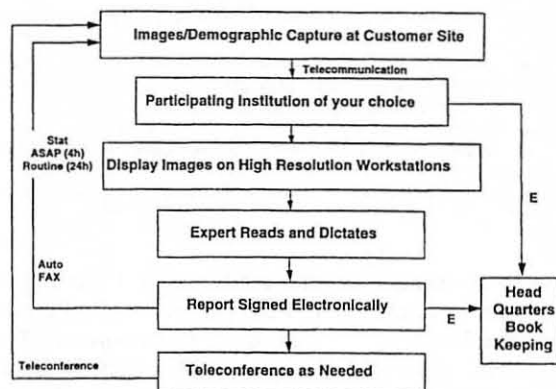 Images/Demographic Capture at Customer Site
Telecommunication
Participating Institution of your choice
Stat
ASAP (4h)
Routine (24h)
Display Images on High Resolution Workstations
E
Expert Reads and Dictates
Auto
FAX
Report Signed Electronically
E
Head
Quarters
Book
Keeping
Teleconference
Teleconference as Needed